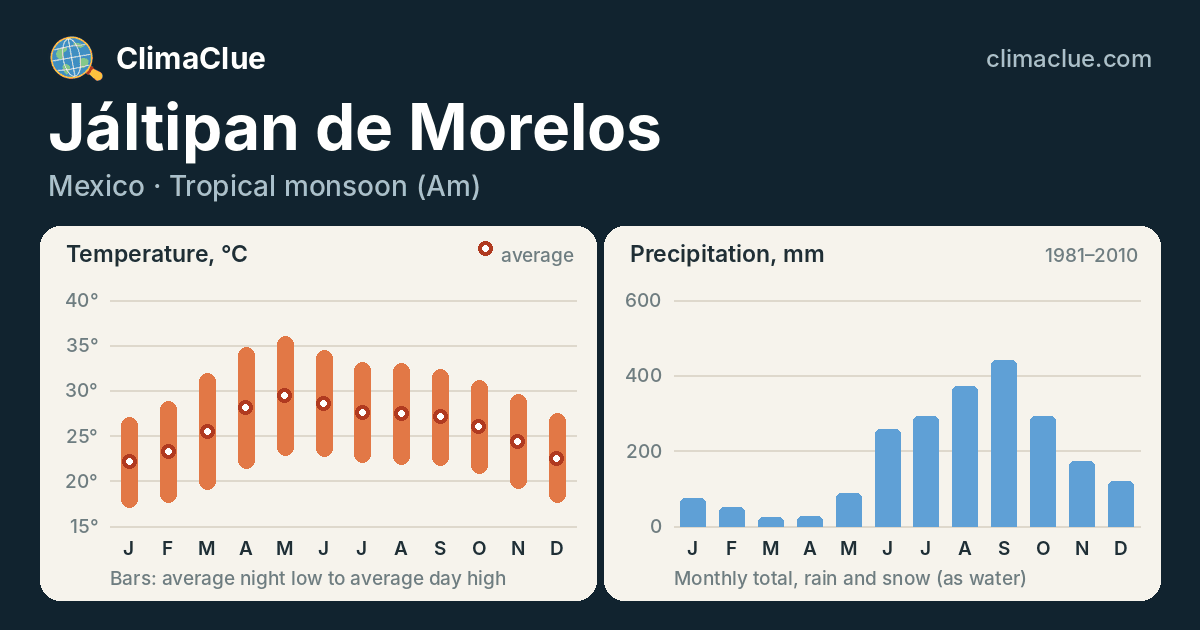 ClimaClue
climaclue.com
Jáltipan de Morelos
Mexico · Tropical monsoon (Am)
Temperature, °C
average
40°
35°
30°
25°
20°
15°
J F M A M J J A S O N D
Bars: average night low to average day high
Precipitation, mm
1981–2010
600
400
200
0
J F M A M J J A S O N D
Monthly total, rain and snow (as water)